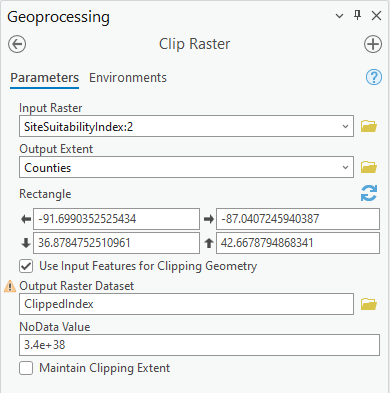 Geoprocessing
Clip Raster
Parameters Environments
Input Raster
SiteSuitabilityIndex:2
Output Extent
Counties
Rectangle
-91.6990352525434 -87.0407245940387
36.8784752510961 42.6678794868341
Use Input Features for Clipping Geometry
Output Raster Dataset
ClippedIndex
NoData Value
3.4e+38
Maintain Clipping Extent